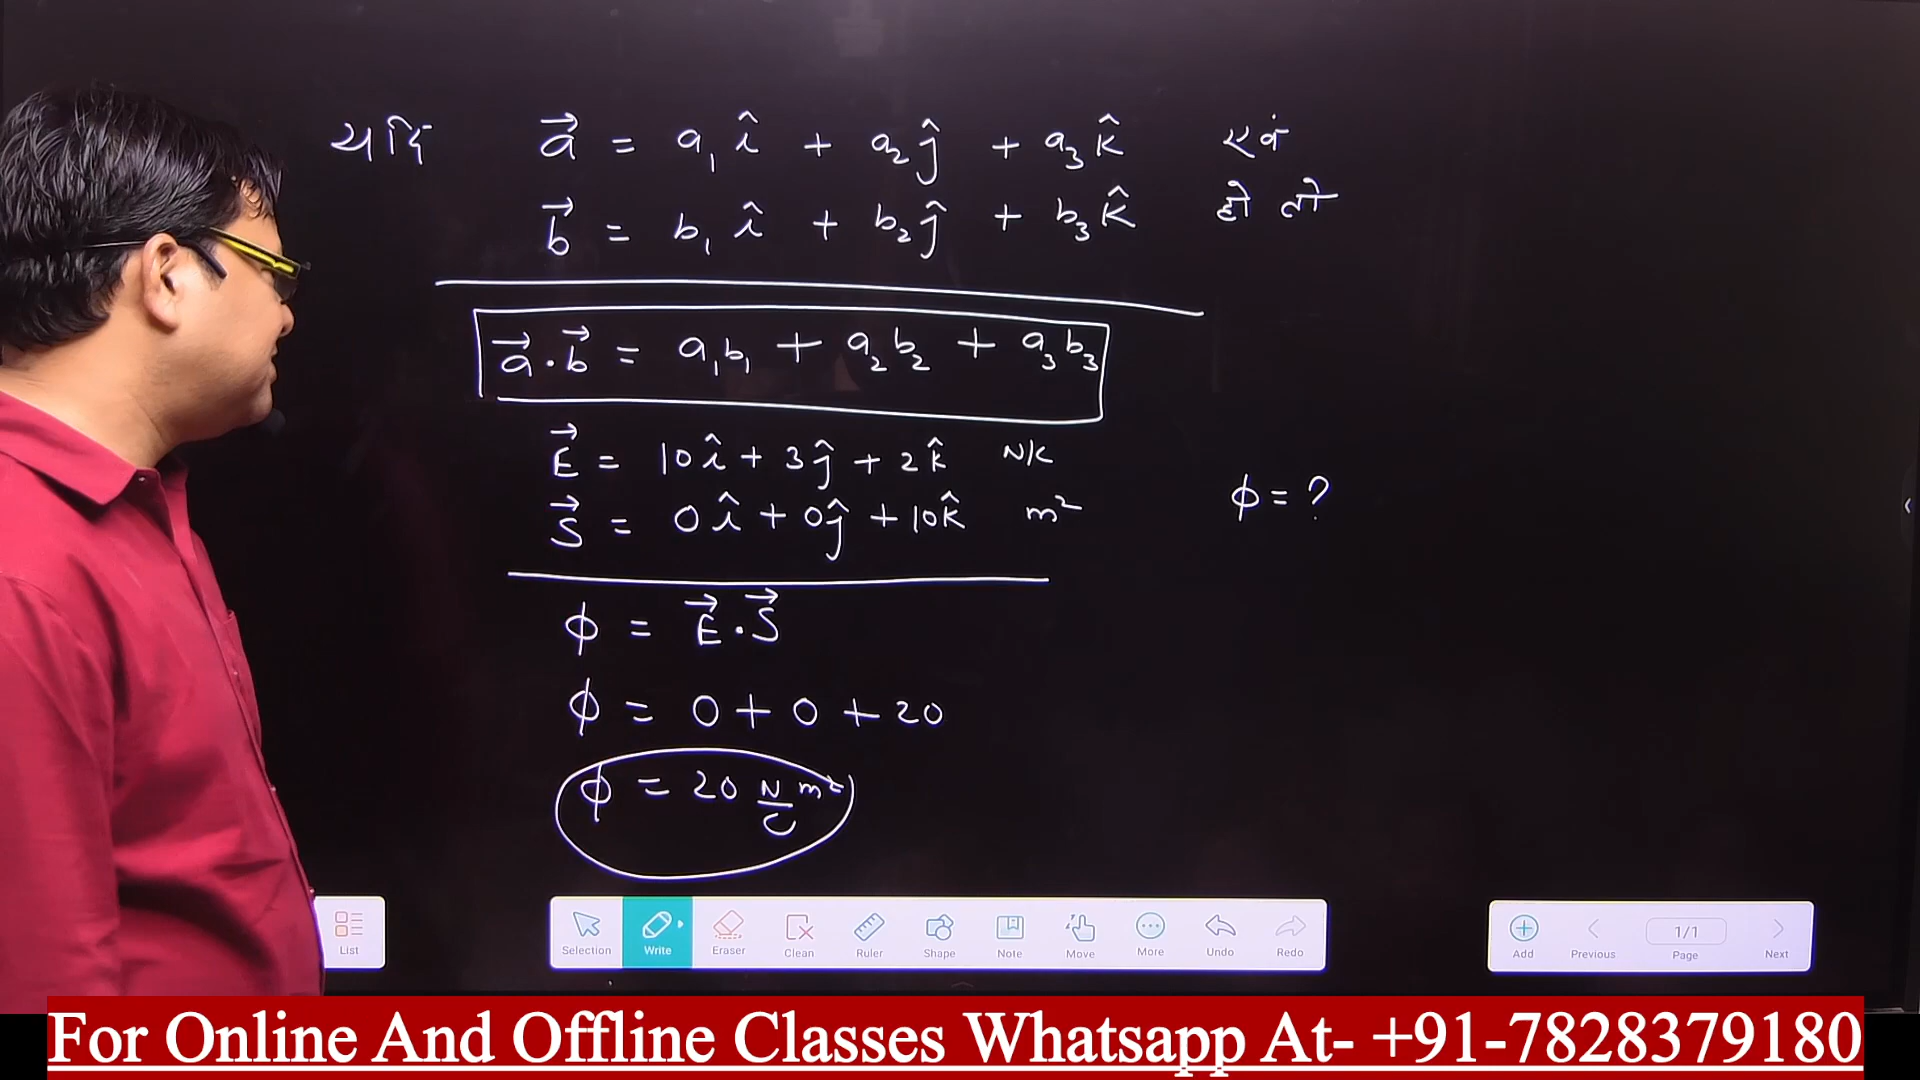 यदि a⃗ = a₁î + a₂ĵ + a₃k̂ एवं
b⃗ = b₁î + b₂ĵ + b₃k̂ हो तो
a⃗·b⃗ = a₁b₁ + a₂b₂ + a₃b₃
E⃗ = 10î + 3ĵ + 2k̂ N/C
S⃗ = 0î + 0ĵ + 10k̂ m²
ϕ = ?
ϕ = E⃗·S⃗
ϕ = 0 + 0 + 20
ϕ = 20 N/C m²
List
Selection Write Eraser Clean Ruler Shape Note Move More Undo Redo
Add Previous 1/1 Page Next
For Online And Offline Classes Whatsapp At- +91-7828379180